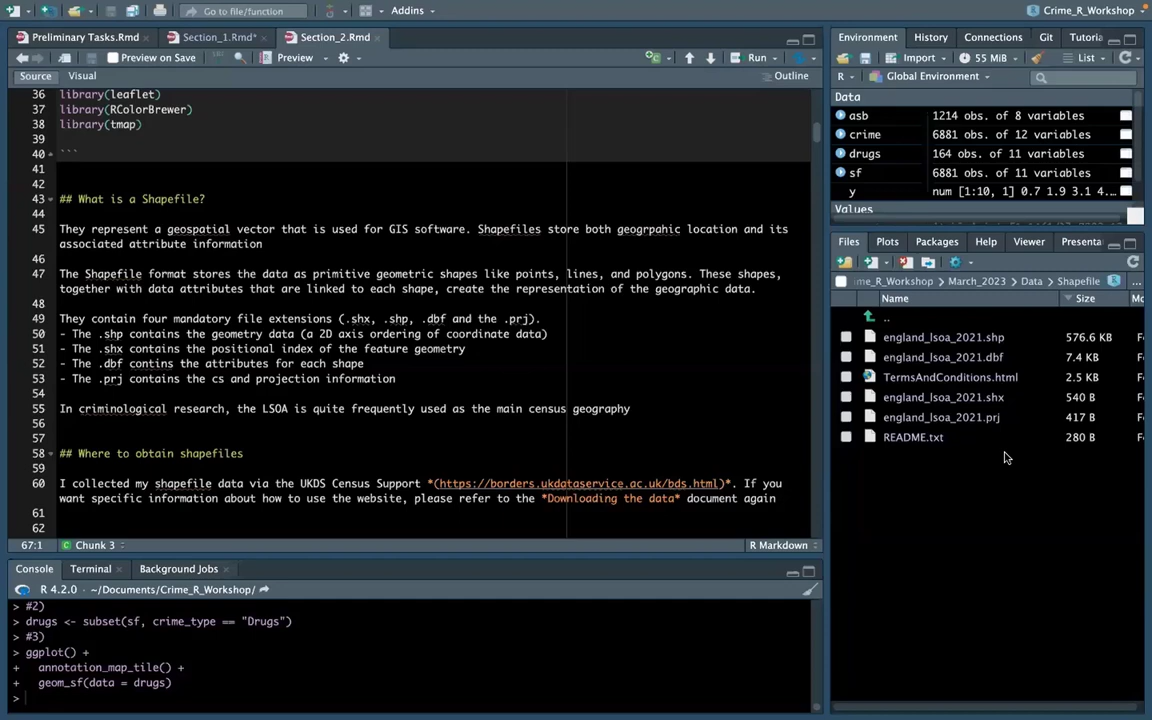 Go to file/function
Addins
Crime_R_Workshop
Preliminary Tasks.Rmd
Section_1.Rmd*
Section_2.Rmd
Preview on Save
Preview
Run
Source
Visual
Outline
36 library(leaflet)
37 library(RColorBrewer)
38 library(tmap)
39
40 ```
41
42
43 ## What is a Shapefile?
44
45 They represent a geospatial vector that is used for GIS software. Shapefiles store both geogrpahic location and its
associated attribute information
46
47 The Shapefile format stores the data as primitive geometric shapes like points, lines, and polygons. These shapes,
together with data attributes that are linked to each shape, create the representation of the geographic data.
48
49 They contain four mandatory file extensions (.shx, .shp, .dbf and the .prj).
50 - The .shp contains the geometry data (a 2D axis ordering of coordinate data)
51 - The .shx contains the positional index of the feature geometry
52 - The .dbf contins the attributes for each shape
53 - The .prj contains the cs and projection information
54
55 In criminological research, the LSOA is quite frequently used as the main census geography
56
57
58 ## Where to obtain shapefiles
59
60 I collected my shapefile data via the UKDS Census Support *(https://borders.ukdataservice.ac.uk/bds.html)*. If you
want specific information about how to use the website, please refer to the *Downloading the data* document again
61
62
67:1
Chunk 3
R Markdown
Console
Terminal
Background Jobs
R 4.2.0 · ~/Documents/Crime_R_Workshop/
> #2)
> drugs <- subset(sf, crime_type == "Drugs")
> #3)
> ggplot() +
+ annotation_map_tile() +
+ geom_sf(data = drugs)
>
Environment
History
Connections
Git
Tutoria
Import
55 MiB
List
R
Global Environment
Data
asb 1214 obs. of 8 variables
crime 6881 obs. of 12 variables
drugs 164 obs. of 11 variables
sf 6881 obs. of 11 variables
y num [1:10, 1] 0.7 1.9 3.1 4....
Values
Files
Plots
Packages
Help
Viewer
Presenta
me_R_Workshop > March_2023 > Data > Shapefile
...
Name
Size
Mo
..
england_lsoa_2021.shp 576.6 KB Fe
england_lsoa_2021.dbf 7.4 KB Fe
TermsAndConditions.html 2.5 KB Fe
england_lsoa_2021.shx 540 B Fe
england_lsoa_2021.prj 417 B Fe
README.txt 280 B Fe